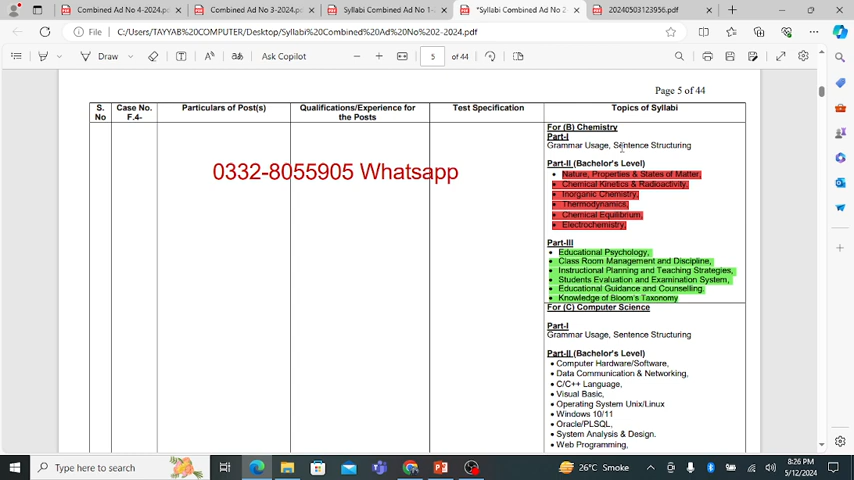 Combined Ad No 4-2024.pdf
Combined Ad No 3-2024.pdf
Syllabi Combined Ad No 1-
*Syllabi Combined Ad No 2
20240503123956.pdf
File
C:/Users/TAYYAB%20COMPUTER/Desktop/Syllabi%20Combined%20Ad%20No%202-2024.pdf
Draw
Ask Copilot
5 of 44
Page 5 of 44
S. No
Case No. F.4-
Particulars of Post(s)
Qualifications/Experience for the Posts
Test Specification
Topics of Syllabi
0332-8055905 Whatsapp
For (B) Chemistry
Part-I
Grammar Usage, Sentence Structuring
Part-II (Bachelor's Level)
• Nature, Properties & States of Matter,
• Chemical Kinetics & Radioactivity,
• Inorganic Chemistry,
• Thermodynamics,
• Chemical Equilibrium,
• Electrochemistry,
Part-III
• Educational Psychology,
• Class Room Management and Discipline,
• Instructional Planning and Teaching Strategies,
• Students Evaluation and Examination System,
• Educational Guidance and Counselling.
• Knowledge of Bloom's Taxonomy
For (C) Computer Science
Part-I
Grammar Usage, Sentence Structuring
Part-II (Bachelor's Level)
• Computer Hardware/Software,
• Data Communication & Networking,
• C/C++ Language,
• Visual Basic,
• Operating System Unix/Linux
• Windows 10/11
• Oracle/PLSQL,
• System Analysis & Design.
• Web Programming,
Type here to search
26°C Smoke
8:26 PM
5/12/2024